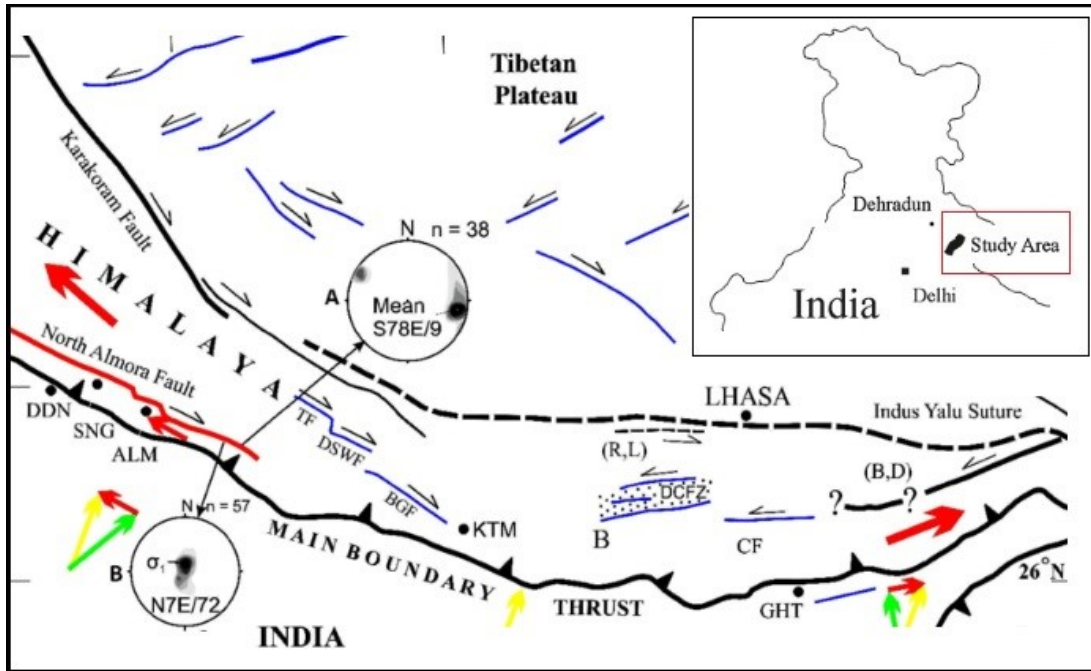 Tibetan
Plateau
Karakoram Fault
HIMALAYA
N n = 38
A
Mean
S78E/9
North Almora Fault
DDN
SNG
ALM
TF
DSWF
BGF
KTM
LHASA
Indus Yalu Suture
(R,L)
(B,D)
DCFZ
B
CF
? ?
N n = 57
B
σ1
N7E/72
MAIN BOUNDARY
THRUST
GHT
26°N
INDIA
Dehradun
Study Area
Delhi
India